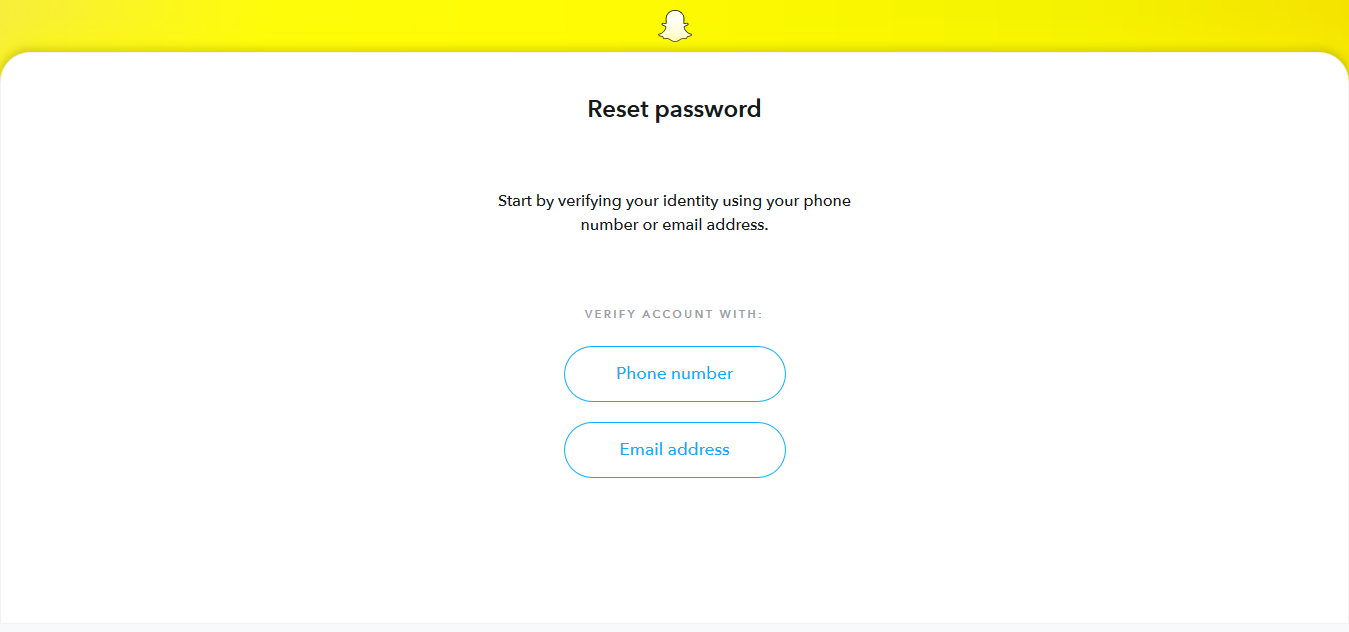 Reset password
Start by verifying your identity using your phone
number or email address.
VERIFY ACCOUNT WITH:
Phone number
Email address